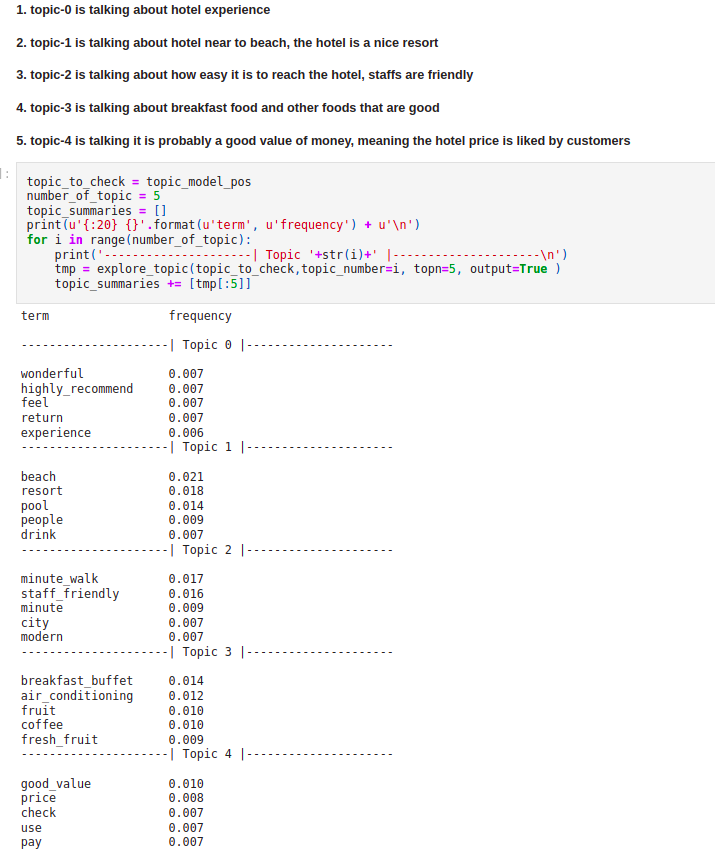 1. topic-0 is talking about hotel experience
2. topic-1 is talking about hotel near to beach, the hotel is a nice resort
3. topic-2 is talking about how easy it is to reach the hotel, staffs are friendly
4. topic-3 is talking about breakfast food and other foods that are good
5. topic-4 is talking it is probably a good value of money, meaning the hotel price is liked by customers
]:
topic_to_check = topic_model_pos
number_of_topic = 5
topic_summaries = []
print(u'{:20} {}'.format(u'term', u'frequency') + u'\n')
for i in range(number_of_topic):
    print('---------------------| Topic '+str(i)+' |---------------------\n')
    tmp = explore_topic(topic_to_check,topic_number=i, topn=5, output=True )
    topic_summaries += [tmp[:5]]
term                 frequency
---------------------| Topic 0 |---------------------
wonderful            0.007
highly_recommend     0.007
feel                 0.007
return               0.007
experience           0.006
---------------------| Topic 1 |---------------------
beach                0.021
resort               0.018
pool                 0.014
people               0.009
drink                0.007
---------------------| Topic 2 |---------------------
minute_walk          0.017
staff_friendly       0.016
minute               0.009
city                 0.007
modern               0.007
---------------------| Topic 3 |---------------------
breakfast_buffet     0.014
air_conditioning     0.012
fruit                0.010
coffee               0.010
fresh_fruit          0.009
---------------------| Topic 4 |---------------------
good_value           0.010
price                0.008
check                0.007
use                  0.007
pay                  0.007